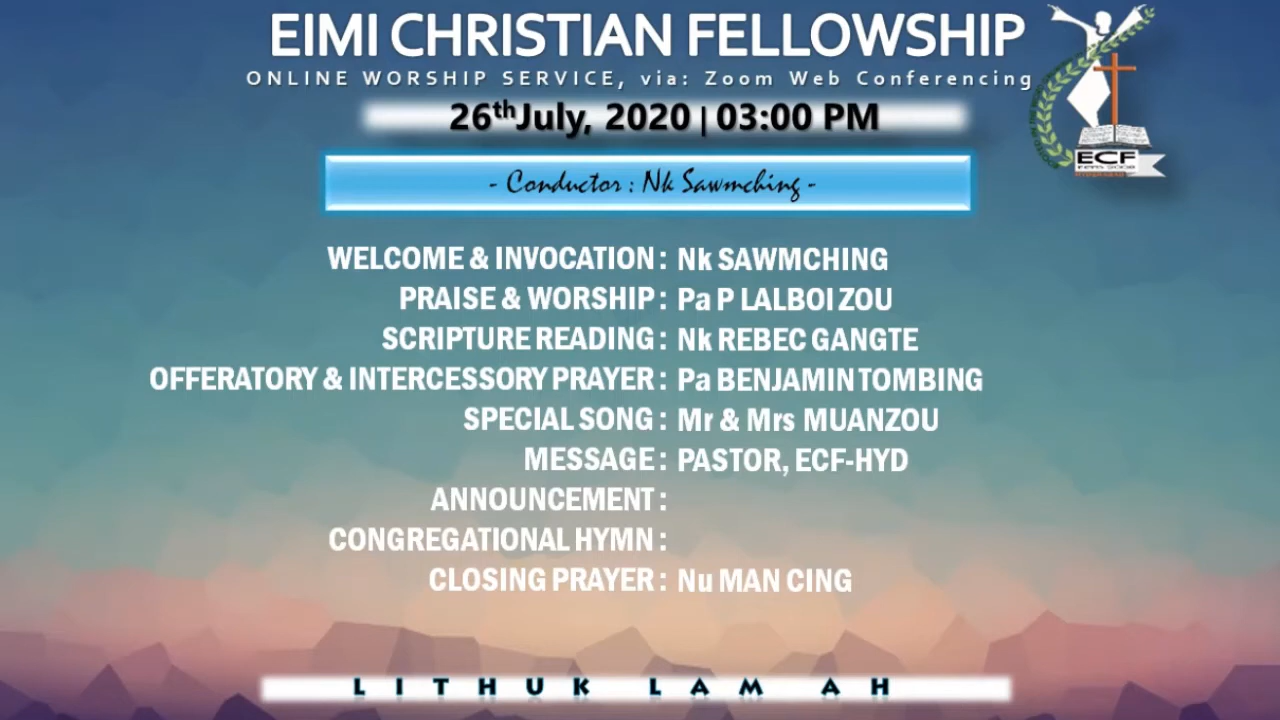 EIMI CHRISTIAN FELLOWSHIP
ONLINE WORSHIP SERVICE, via: Zoom Web Conferencing
26th July, 2020 | 03:00 PM
ECF
- Conductor : Nk Sawmching -
WELCOME & INVOCATION : Nk SAWMCHING
PRAISE & WORSHIP : Pa P LALBOI ZOU
SCRIPTURE READING : Nk REBEC GANGTE
OFFERATORY & INTERCESSORY PRAYER : Pa BENJAMIN TOMBING
SPECIAL SONG : Mr & Mrs MUANZOU
MESSAGE : PASTOR, ECF-HYD
ANNOUNCEMENT :
CONGREGATIONAL HYMN :
CLOSING PRAYER : Nu MAN CING
LITHUK LAM AH